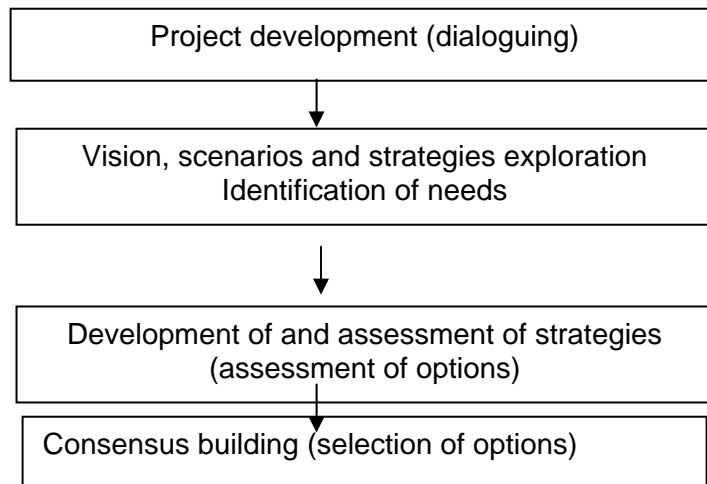 Project development (dialoguing)
Vision, scenarios and strategies exploration
Identification of needs
Development of and assessment of strategies
(assessment of options)
Consensus building (selection of options)